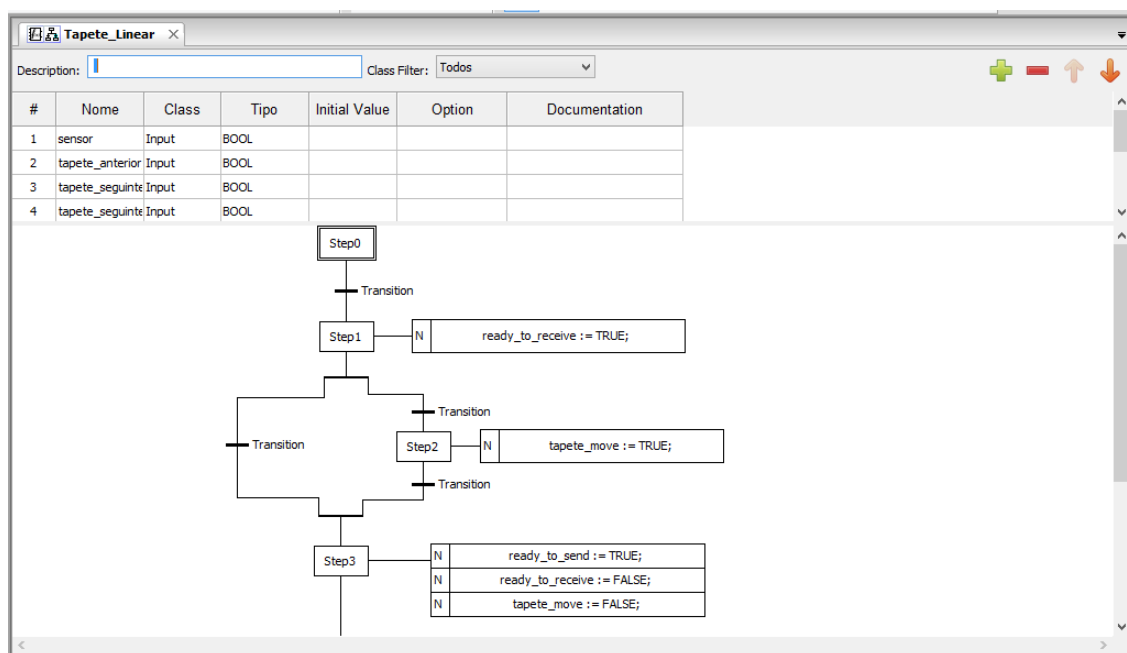 Tapete_Linear
Description: Class Filter: Todos
# Nome Class Tipo Initial Value Option Documentation
1 sensor Input BOOL
2 tapete_anterior Input BOOL
3 tapete_seguinte Input BOOL
4 tapete_seguinte Input BOOL
Step0
Transition
Step1 N ready_to_receive := TRUE;
Transition
Transition
Step2 N tapete_move := TRUE;
Transition
N ready_to_send := TRUE;
Step3
N ready_to_receive := FALSE;
N tapete_move := FALSE;